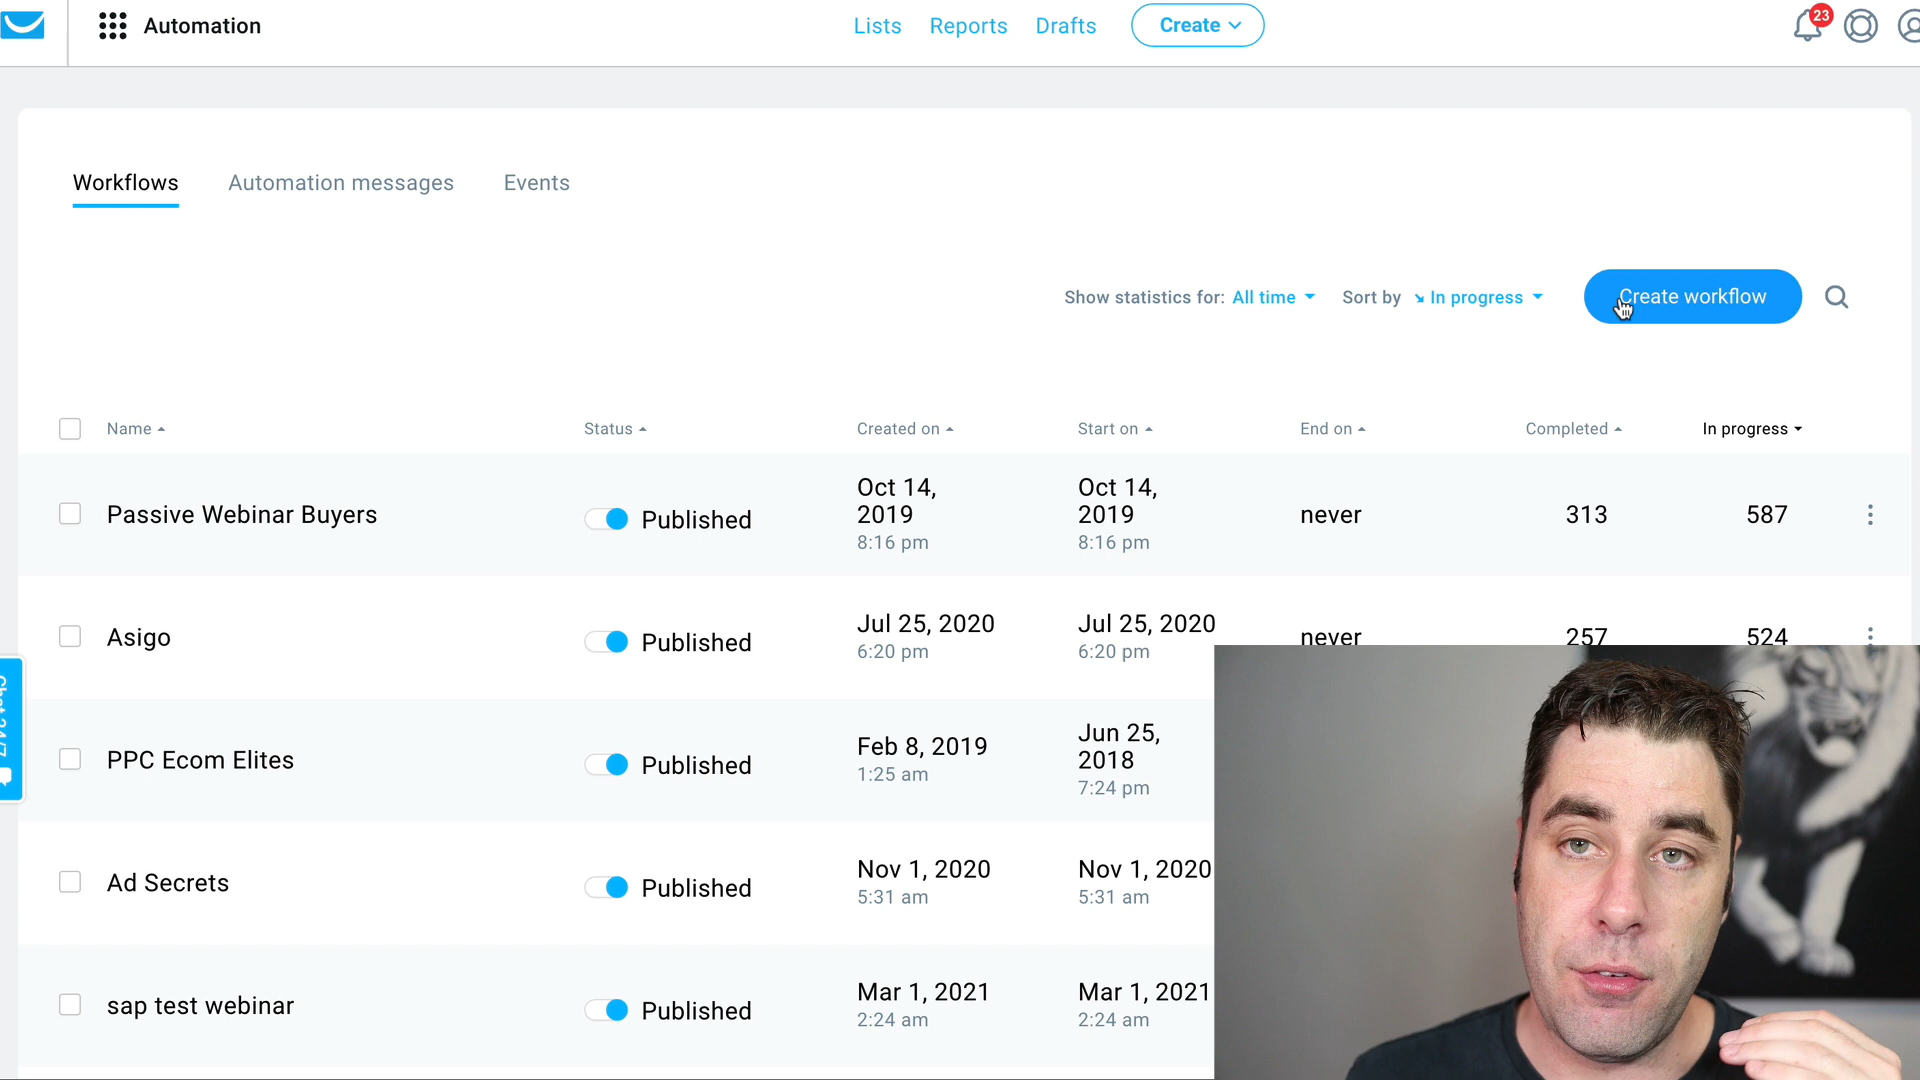 Automation
Lists Reports Drafts Create
23
Workflows Automation messages Events
Show statistics for: All time Sort by In progress Create workflow
Name Status Created on Start on End on Completed In progress
Passive Webinar Buyers Published Oct 14, 2019 8:16 pm Oct 14, 2019 8:16 pm never 313 587
Asigo Published Jul 25, 2020 6:20 pm Jul 25, 2020 6:20 pm never 257 524
PPC Ecom Elites Published Feb 8, 2019 1:25 am Jun 25, 2018 7:24 pm
Ad Secrets Published Nov 1, 2020 5:31 am Nov 1, 2020 5:31 am
sap test webinar Published Mar 1, 2021 2:24 am Mar 1, 2021 2:24 am
Chat 24/7